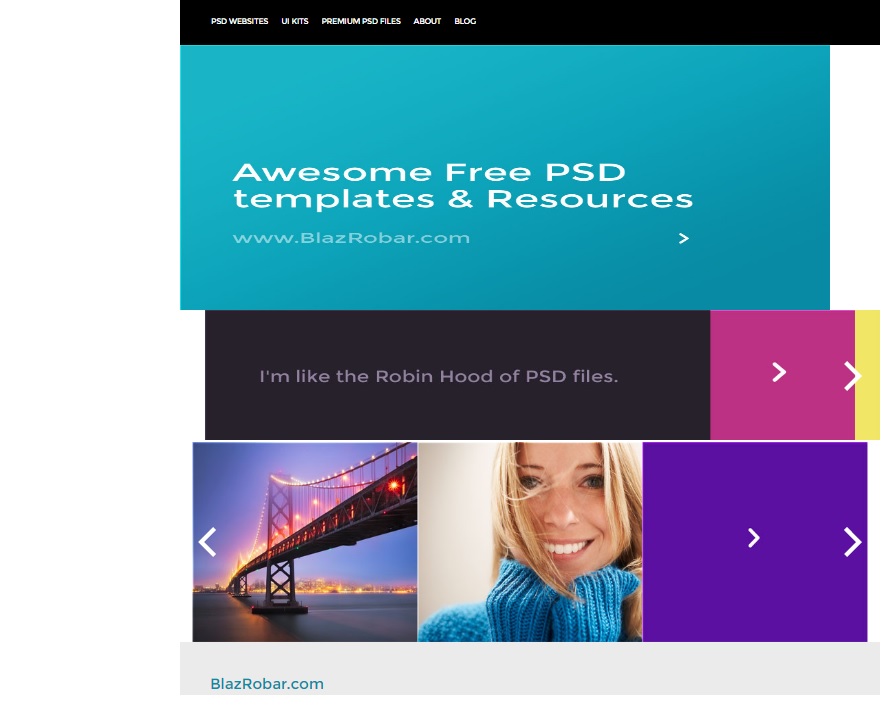 PSD WEBSITES UI KITS PREMIUM PSD FILES ABOUT BLOG
Awesome Free PSD
templates & Resources
www.BlazRobar.com
I'm like the Robin Hood of PSD files.
BlazRobar.com